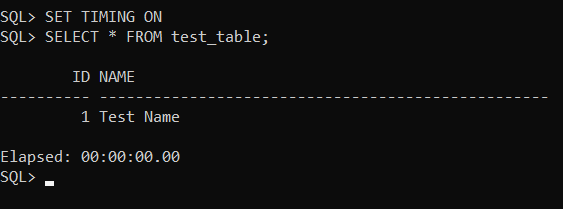 SQL> SET TIMING ON
SQL> SELECT * FROM test_table;

        ID NAME
---------- --------------------------------------------------
         1 Test Name

Elapsed: 00:00:00.00
SQL>